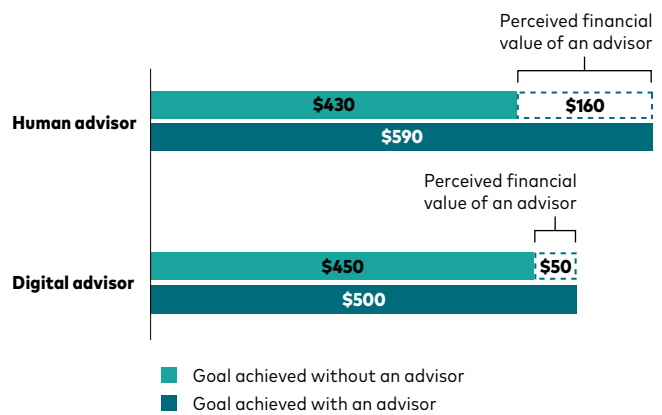 Perceived financial
value of an advisor
Human advisor
$430
$160
$590
Perceived financial
value of an advisor
Digital advisor
$450
$50
$500
Goal achieved without an advisor
Goal achieved with an advisor